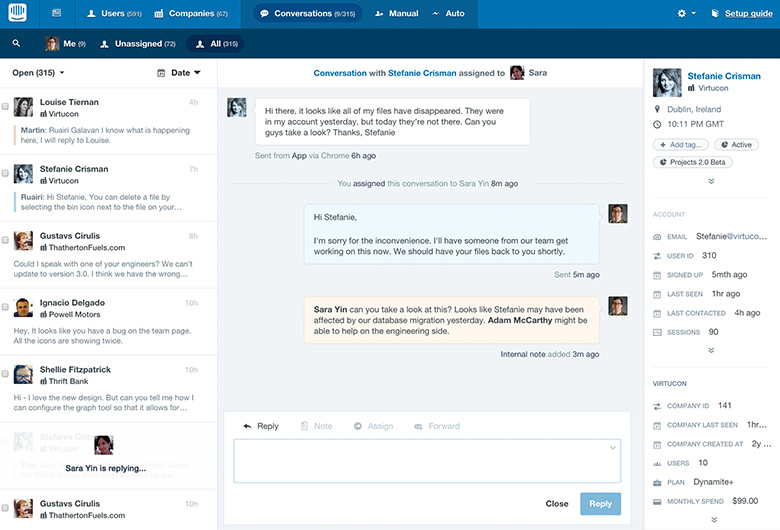 Users (591)
Companies (67)
Conversations (9/315)
Manual
Auto
Setup guide
Me (9)
Unassigned (72)
All (315)
Open (315)
Date
Louise Tiernan 4h
Virtucon
Martin: Ruairi Galavan I know what is happening
here, I will reply to Louise.
Stefanie Crisman 7h
Virtucon
Ruairi: Hi Stefanie, You can delete a file by
selecting the bin icon next to the file on your…
Gustavs Cirulis 8h
ThathertonFuels.com
Could I speak with one of your engineers? We can't
update to version 3.0. I think we have the wrong…
Ignacio Delgado 10h
Powell Motors
Hey, It looks like you have a bug on the team page.
All the icons are showing twice.
Shellie Fitzpatrick 10h
Thrift Bank
Hi - I love the new design. But can you tell me how I
can configure the graph tool so that it allows for…
Stefanie Crisman
Virtucon
Sara Yin is replying...
Gustavs Cirulis 10h
ThathertonFuels.com
Conversation with Stefanie Crisman assigned to Sara
Hi there, it looks like all of my files have disappeared. They were
in my account yesterday, but today they're not there. Can you
guys take a look? Thanks, Stefanie
Sent from App via Chrome 6h ago
You assigned this conversation to Sara Yin 8m ago
Hi Stefanie,
I'm sorry for the inconvenience. I'll have someone from our team get
working on this now. We should have your files back to you shortly.
Sent 5m ago
Sara Yin can you take a look at this? Looks like Stefanie may have been
affected by our database migration yesterday. Adam McCarthy might be
able to help on the engineering side.
Internal note added 3m ago
Reply
Note
Assign
Forward
Close
Reply
Stefanie Crisman
Virtucon
Dublin, Ireland
10:11 PM GMT
+ Add tag...
Active
Projects 2.0 Beta
ACCOUNT
EMAIL Stefanie@virtuco...
USER ID 310
SIGNED UP 5mth ago
LAST SEEN 1hr ago
LAST CONTACTED 4h ago
SESSIONS 90
VIRTUCON
COMPANY ID 141
COMPANY LAST SEEN 1hr...
COMPANY CREATED AT 2y ...
USERS 10
PLAN Dynamite+
MONTHLY SPEND $99.00